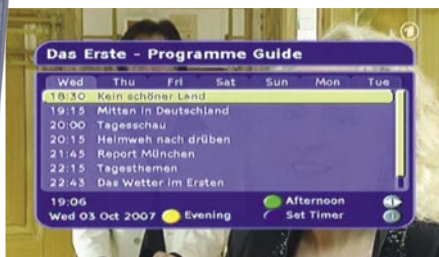 Das Erste - Programme Guide
Wed Thu Fri Sat Sun Mon Tue
18:30 Kein schöner Land
19:15 Mitten in Deutschland
20:00 Tagesschau
20:15 Heimweh nach drüben
21:45 Report München
22:15 Tagesthemen
22:43 Das Wetter im Ersten
19:06 Afternoon
Wed 03 Oct 2007 Evening Set Timer